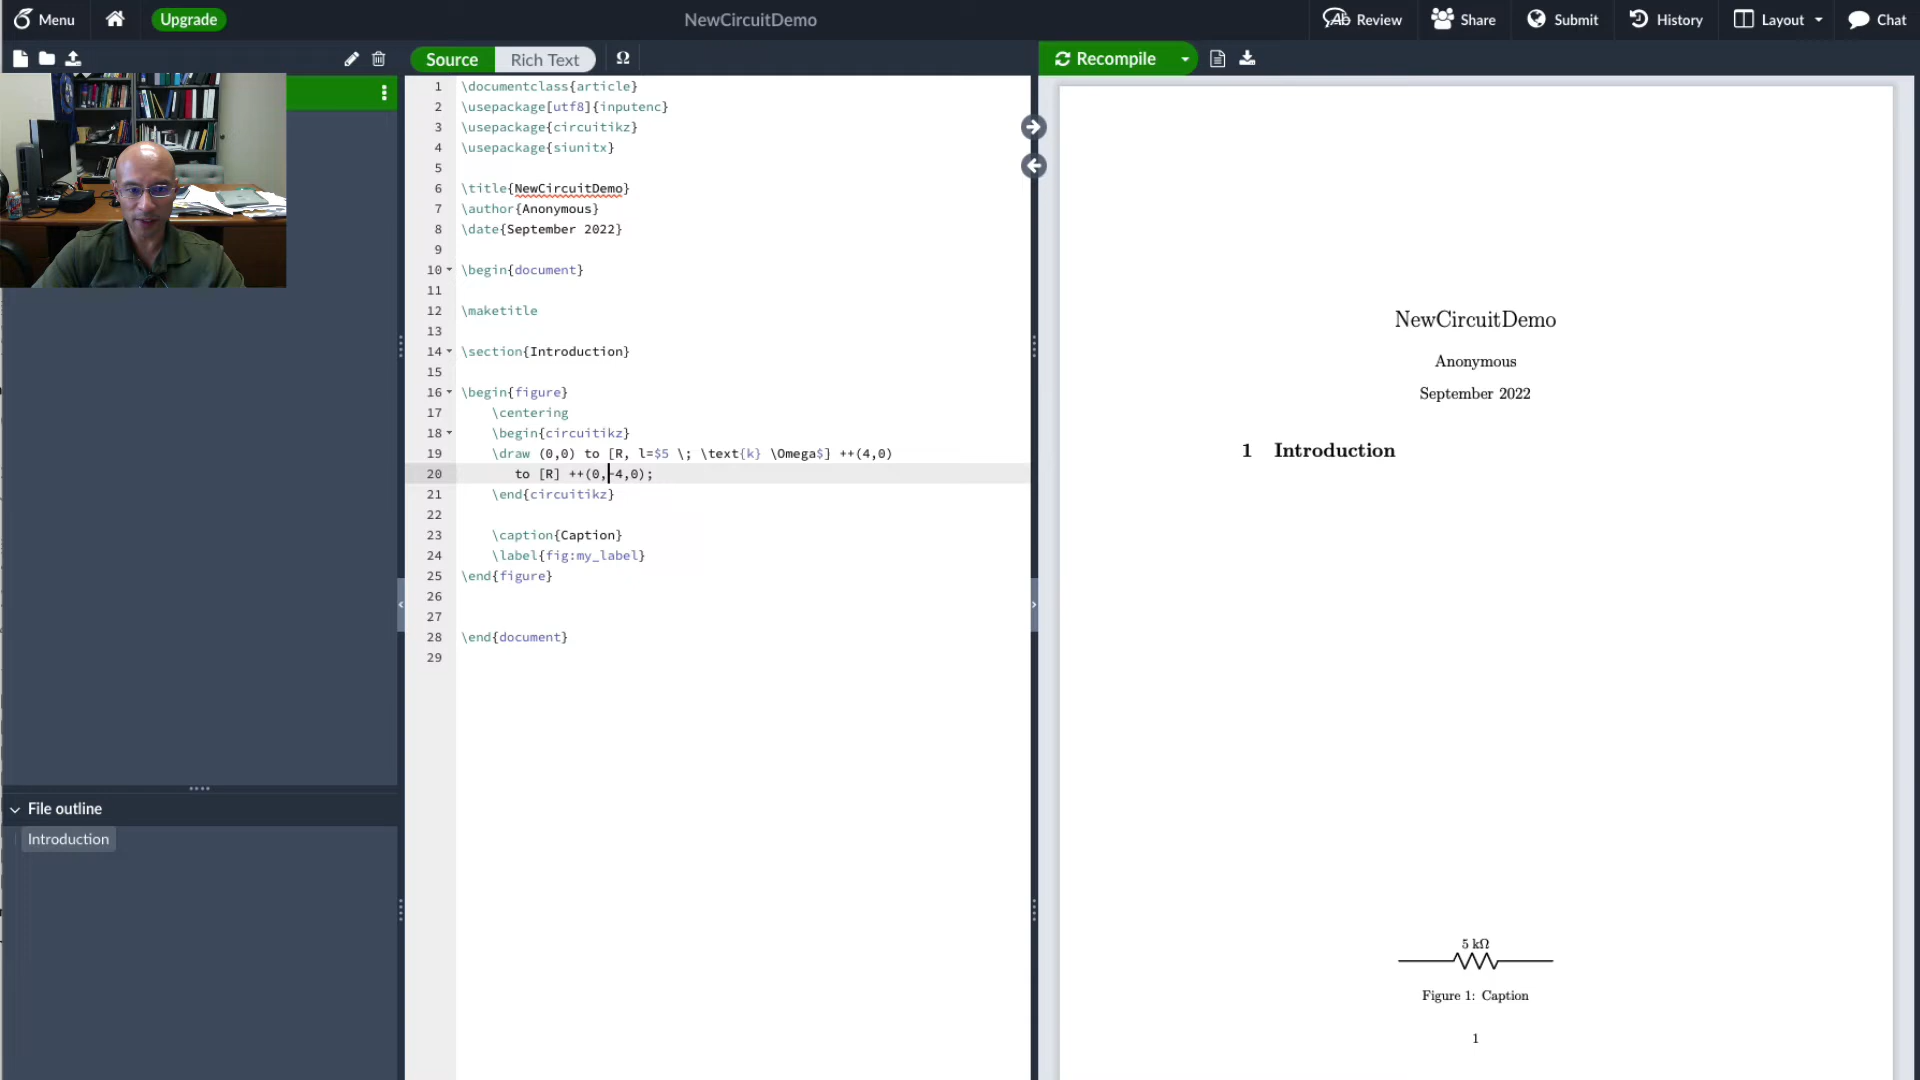 Menu
Upgrade
NewCircuitDemo
Review
Share
Submit
History
Layout
Chat
Source
Rich Text
Ω
Recompile
1 \documentclass{article}
2 \usepackage[utf8]{inputenc}
3 \usepackage{circuitikz}
4 \usepackage{siunitx}
5
6 \title{NewCircuitDemo}
7 \author{Anonymous}
8 \date{September 2022}
9
10 \begin{document}
11
12 \maketitle
13
14 \section{Introduction}
15
16 \begin{figure}
17 \centering
18 \begin{circuitikz}
19 \draw (0,0) to [R, l=$5 \; \text{k} \Omega$] ++(4,0)
20 to [R] ++(0,-4,0);
21 \end{circuitikz}
22
23 \caption{Caption}
24 \label{fig:my_label}
25 \end{figure}
26
27
28 \end{document}
29
File outline
Introduction
NewCircuitDemo
Anonymous
September 2022
1 Introduction
5 kΩ
Figure 1: Caption
1